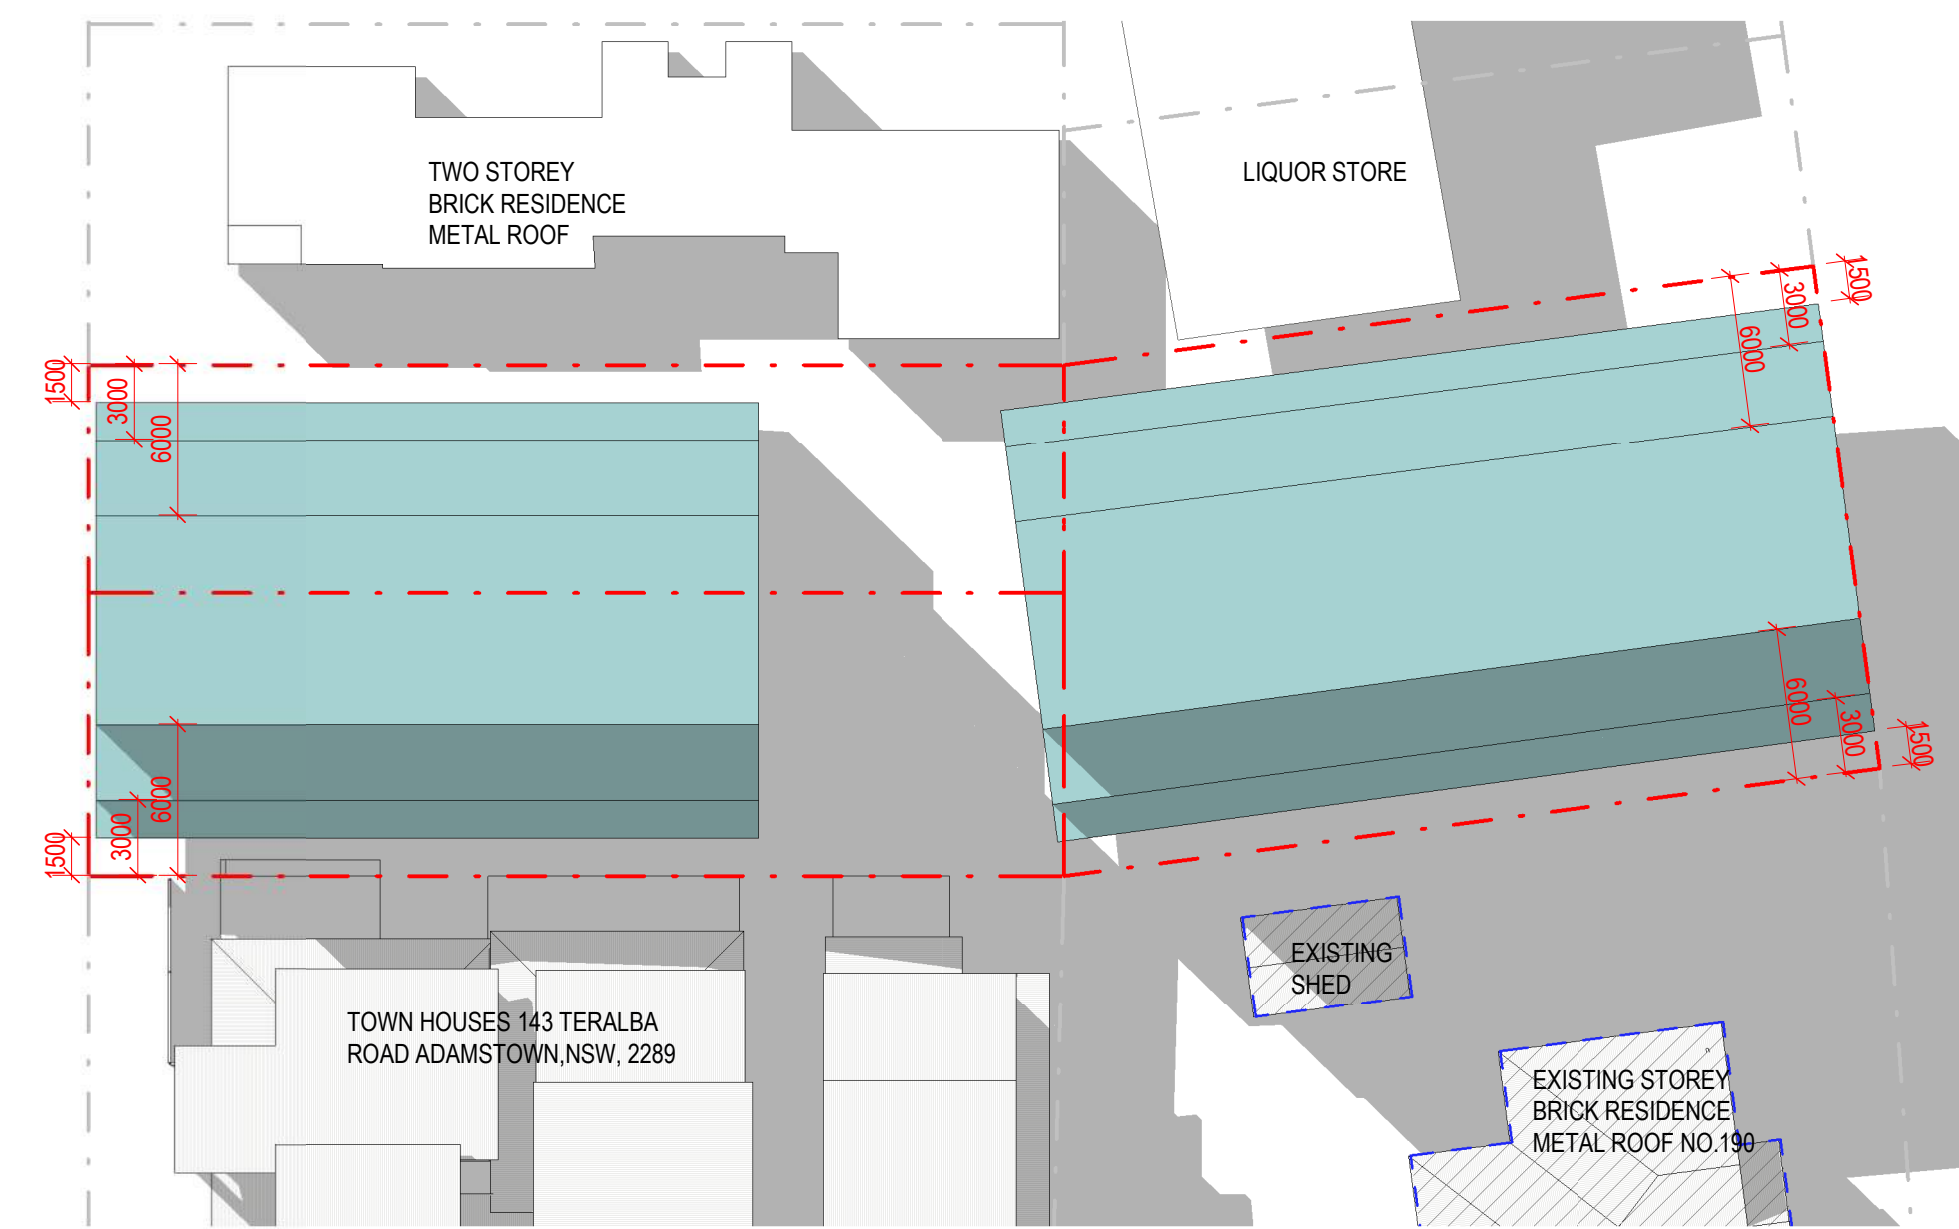 TWO STOREY
BRICK RESIDENCE
METAL ROOF
LIQUOR STORE
1500
3000
6000
1500
3000
6000
6000
3000
1500
6000
3000
1500
EXISTING
SHED
TOWN HOUSES 143 TERALBA
ROAD ADAMSTOWN,NSW, 2289
EXISTING STOREY
BRICK RESIDENCE
METAL ROOF NO.190